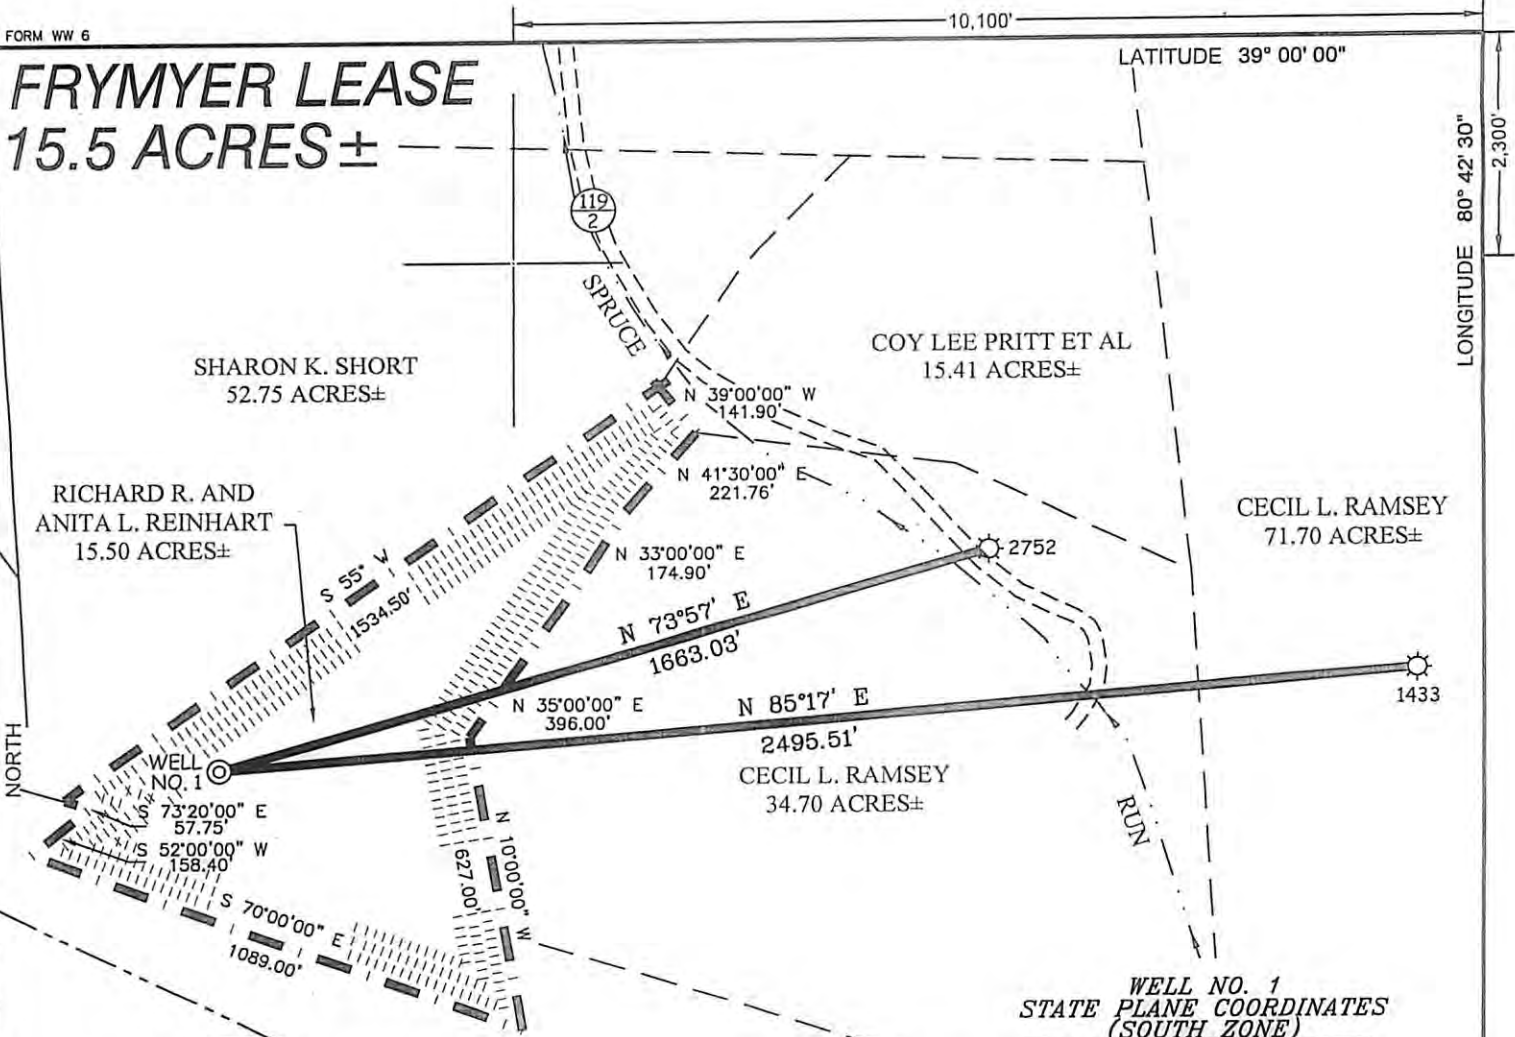 10,100'
FORM WW 6
LATITUDE 39° 00' 00"
FRYMYER LEASE
15.5 ACRES±
2,300'
LONGITUDE 80° 42' 30"
119
2
SPRUCE
SHARON K. SHORT
52.75 ACRES±
COY LEE PRITT ET AL
15.41 ACRES±
N 39°00'00" W
141.90'
N 41°30'00" E
221.76'
RICHARD R. AND
ANITA L. REINHART
15.50 ACRES±
CECIL L. RAMSEY
71.70 ACRES±
2752
N 33°00'00" E
174.90'
S 55° W
1534.50'
N 73°57' E
1663.03'
1433
N 35°00'00" E
396.00'
N 85°17' E
2495.51'
NORTH
WELL
NO. 1
CECIL L. RAMSEY
34.70 ACRES±
S 73°20'00" E
57.75'
S 52°00'00" W
158.40'
N 10°00'00" W
627.00'
RUN
S 70°00'00" E
1089.00'
WELL NO. 1
STATE PLANE COORDINATES
(SOUTH ZONE)